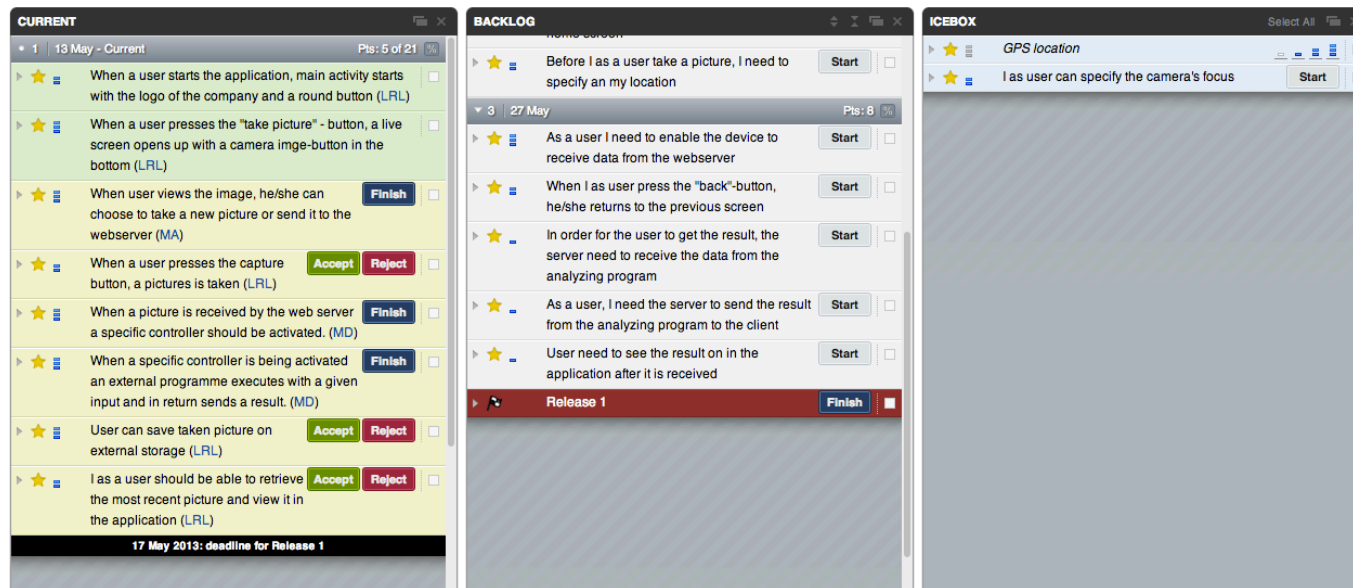 CURRENT
1 13 May - Current Pts: 5 of 21 %
When a user starts the application, main activity starts
with the logo of the company and a round button (LRL)
When a user presses the "take picture" - button, a live
screen opens up with a camera imge-button in the
bottom (LRL)
When user views the image, he/she can Finish
choose to take a new picture or send it to the
webserver (MA)
When a user presses the capture Accept Reject
button, a pictures is taken (LRL)
When a picture is received by the web server Finish
a specific controller should be activated. (MD)
When a specific controller is being activated Finish
an external programme executes with a given
input and in return sends a result. (MD)
User can save taken picture on Accept Reject
external storage (LRL)
I as a user should be able to retrieve Accept Reject
the most recent picture and view it in
the application (LRL)
17 May 2013: deadline for Release 1
BACKLOG
home screen
Before I as a user take a picture, I need to Start
specify an my location
3 27 May Pts: 8 %
As a user I need to enable the device to Start
receive data from the webserver
When I as user press the "back"-button, Start
he/she returns to the previous screen
In order for the user to get the result, the Start
server need to receive the data from the
analyzing program
As a user, I need the server to send the result Start
from the analyzing program to the client
User need to see the result on in the Start
application after it is received
Release 1 Finish
ICEBOX Select All
GPS location
I as user can specify the camera's focus Start